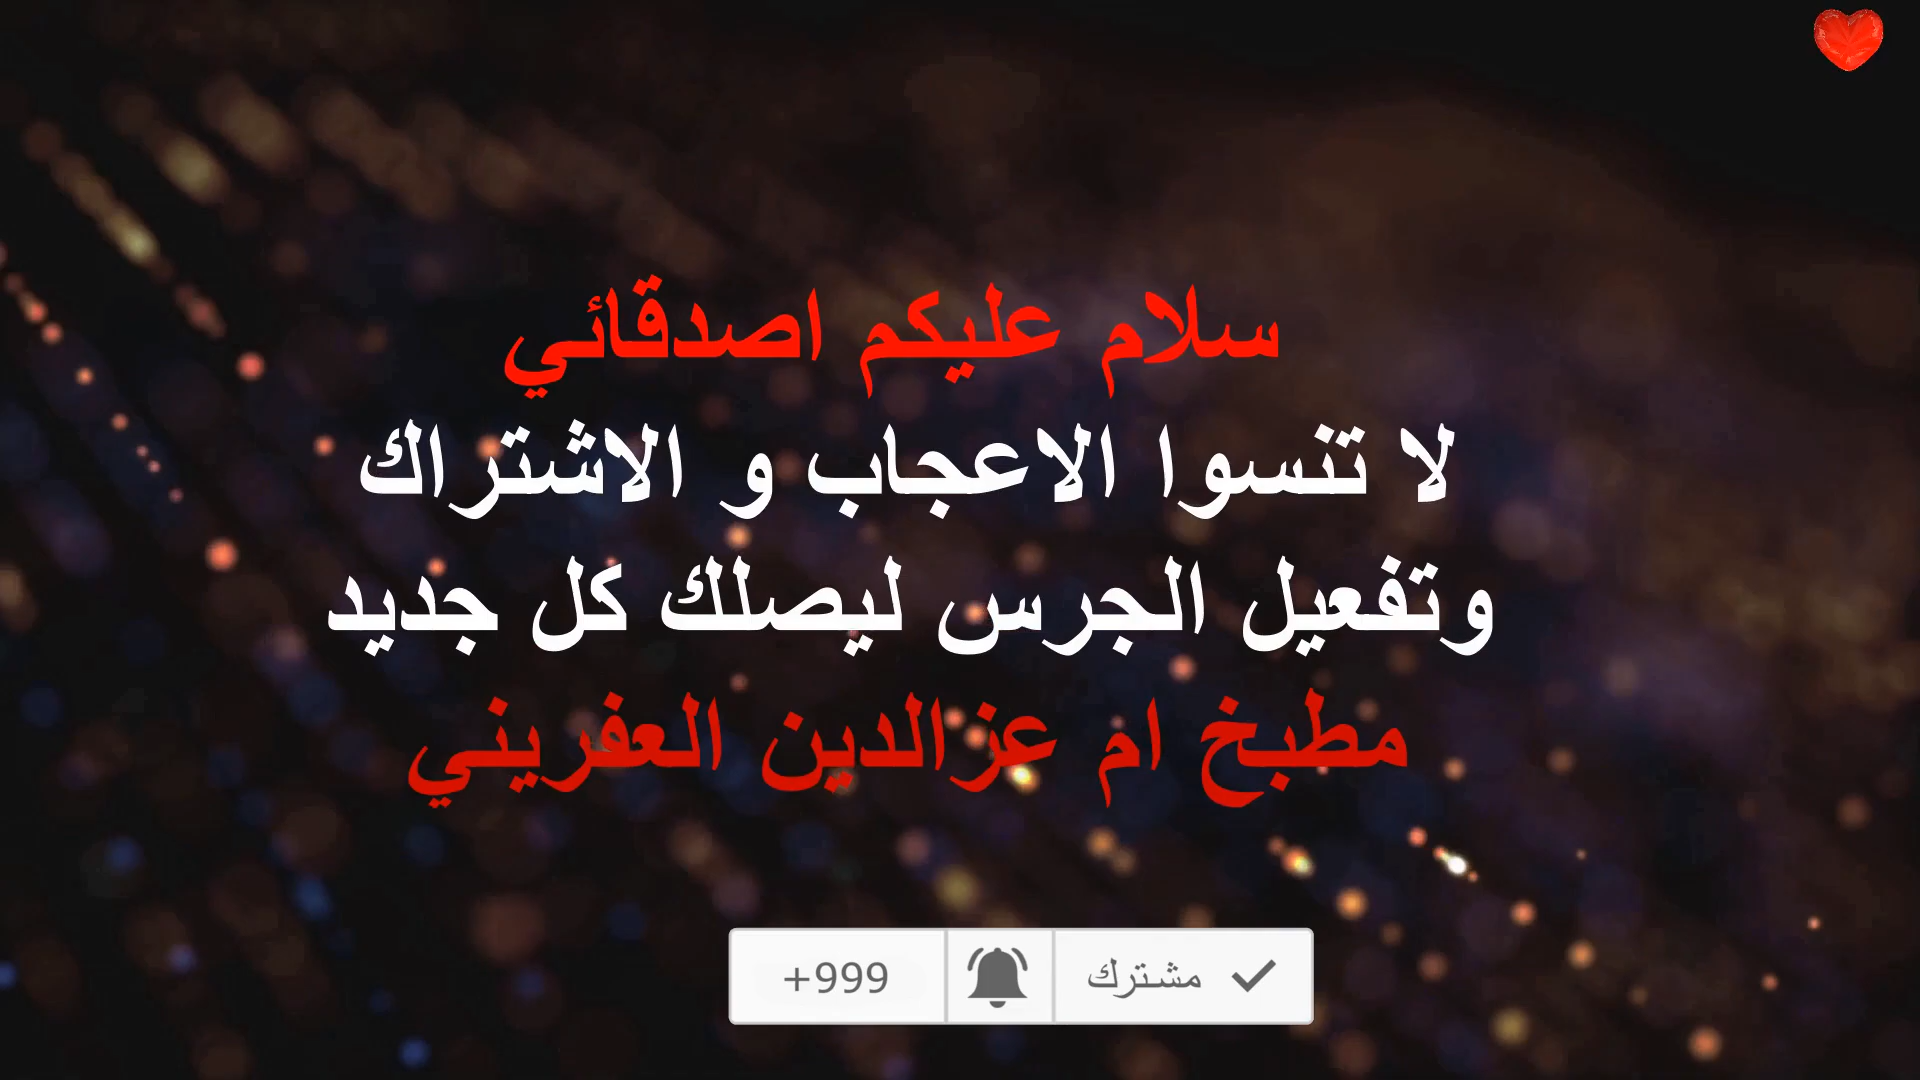 سلام عليكم اصدقائي
لا تنسوا الاعجاب و الاشتراك
وتفعيل الجرس ليصلك كل جديد
مطبخ ام عزالدين العفريني
مشترك
+999